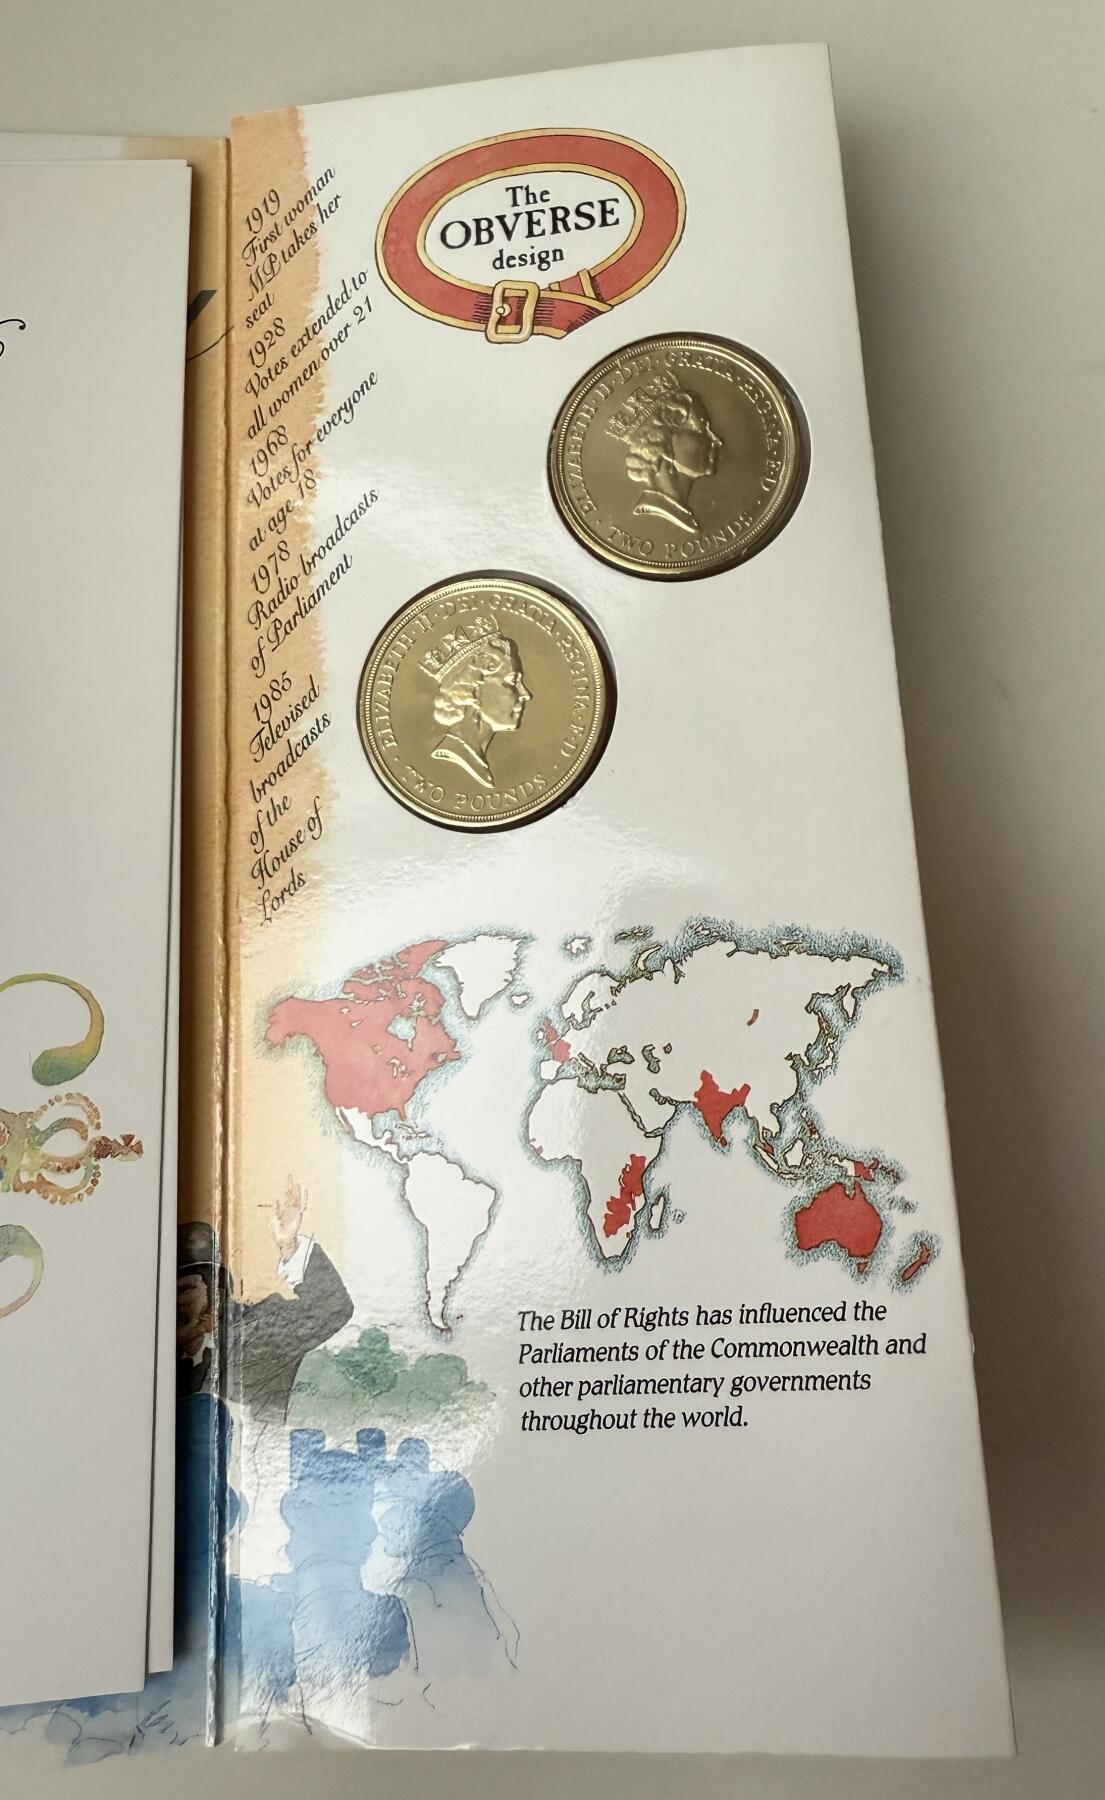 The
OBVERSE
design
1919
First woman
MP takes her
seat
1928
Votes extended to
all women over 21
1968
Votes for everyone
at age 18
1978
Radio broadcasts
of Parliament
1985
Televised
broadcasts
of the
House of
Lords
·ELIZABETH·II·DEI·GRATIA·REGINA·F·D·
TWO POUNDS
·ELIZABETH·II·DEI·GRATIA·REGINA·F·D·
TWO POUNDS
The Bill of Rights has influenced the
Parliaments of the Commonwealth and
other parliamentary governments
throughout the world.